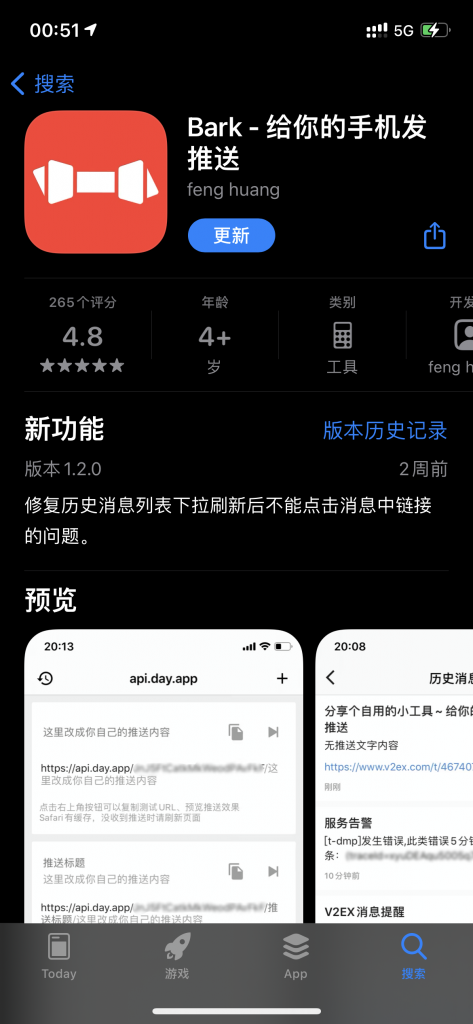 00:51
5G
搜索
Bark - 给你的手机发
推送
feng huang
更新
265个评分
年龄
类别
开发
4.8
4+
岁
工具
feng h
新功能
版本历史记录
版本 1.2.0
2 周前
修复历史消息列表下拉刷新后不能点击消息中链接
的问题。
预览
20:13
api.day.app
这里改成你自己的推送内容
https://api.day.app/
/这
里改成你自己的推送内容
点击右上角按钮可以复制测试URL、预览推送效果
Safari有缓存，没收到推送时请刷新页面
推送标题
这里改成你自己的推送内容
https://api.day.app/
/推
送标题/这里改成你自己的推送内容
20:08
历史消息
分享个自用的小工具 ~ 给你的
推送
无推送文字内容
https://www.v2ex.com/t/46740
刚刚
服务告警
[t-dmp]发生错误,此类错误 5 分钟
条：
10 分钟前
V2EX 消息提醒
Today
游戏
App
搜索